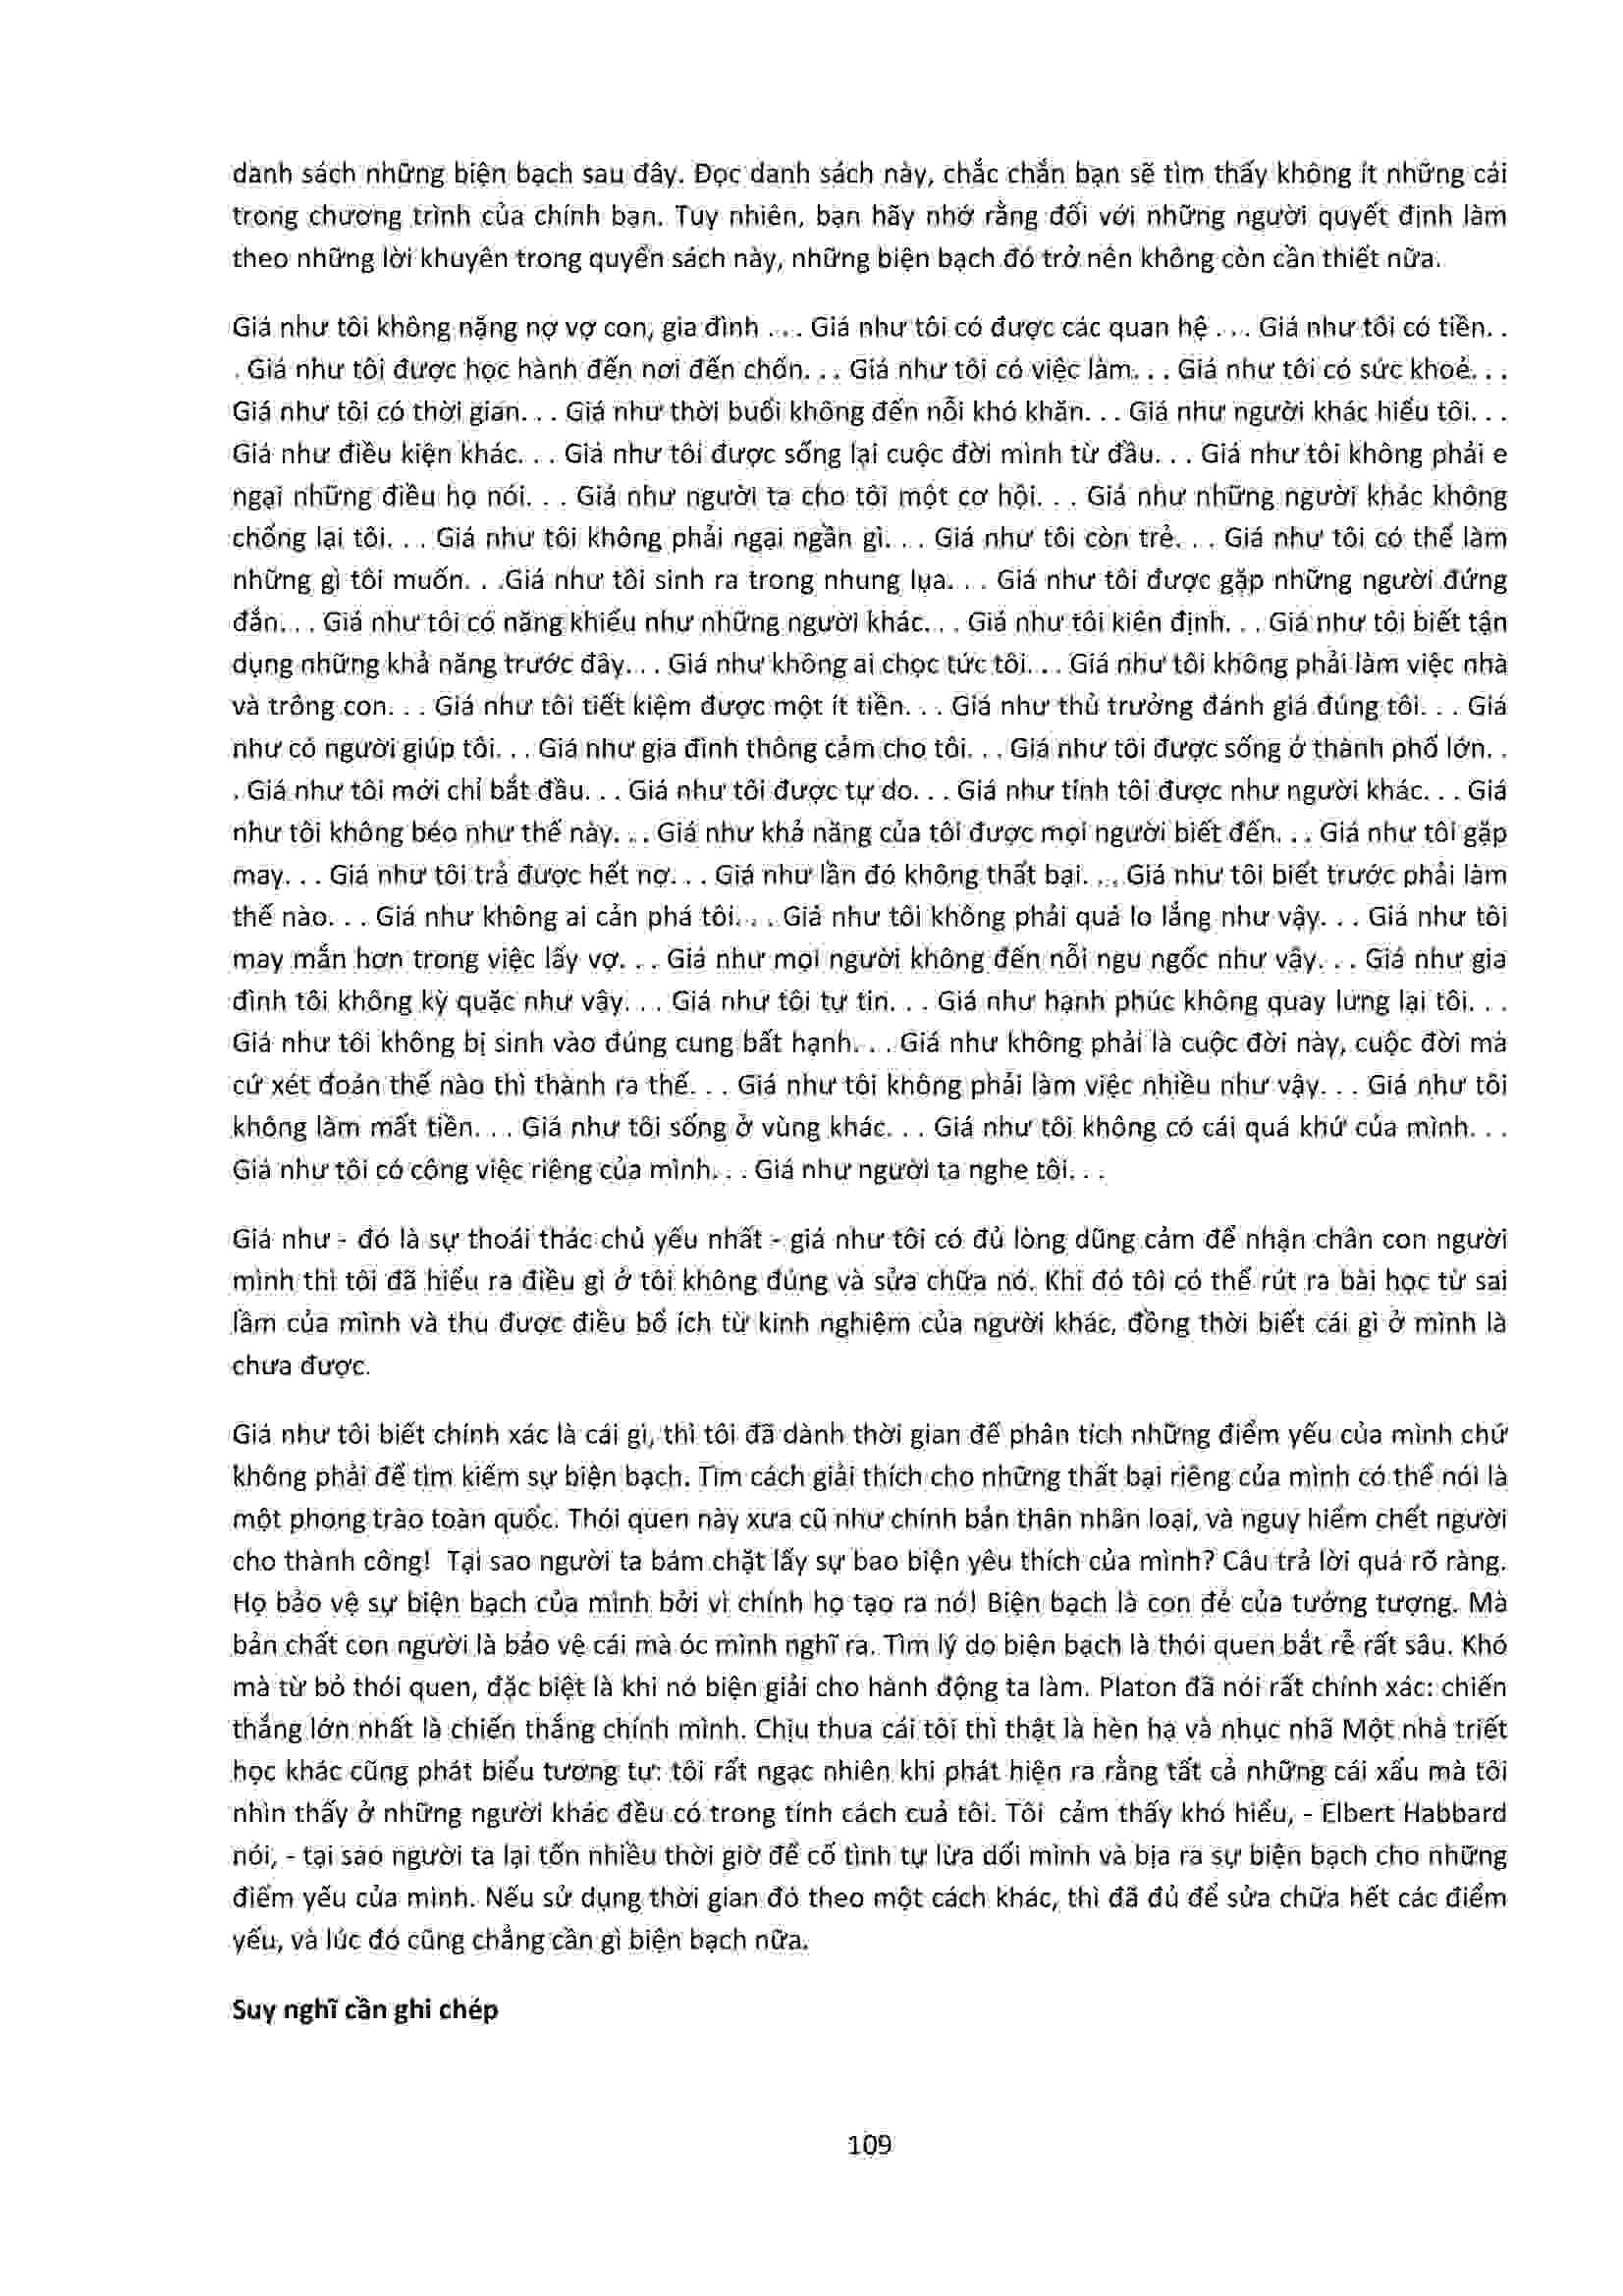 danh sách những biện bạch sau đây. Đọc danh sách này, chắc chắn bạn sẽ tìm thấy không ít những cái
trong chương trình của chính bạn. Tuy nhiên, bạn hãy nhớ rằng đối với những người quyết định làm
theo những lời khuyên trong quyển sách này, những biện bạch đó trở nên không còn cần thiết nữa.
Giá như tôi không nặng nợ vợ con, gia đình . . . Giá như tôi có được các quan hệ . . . Giá như tôi có tiền. .
. Giá như tôi được học hành đến nơi đến chốn. . . Giá như tôi có việc làm. . . Giá như tôi có sức khoẻ. . .
Giá như tôi có thời gian. . . Giá như thời buổi không đến nỗi khó khăn. . . Giá như người khác hiểu tôi. . .
Giá như điều kiện khác. . . Giá như tôi được sống lại cuộc đời mình từ đầu. . . Giá như tôi không phải e
ngại những điều họ nói. . . Giá như người ta cho tôi một cơ hội. . . Giá như những người khác không
chống lại tôi. . . Giá như tôi không phải ngại ngần gì. . . Giá như tôi còn trẻ. . . Giá như tôi có thể làm
những gì tôi muốn. . .Giá như tôi sinh ra trong nhung lụa. . . Giá như tôi được gặp những người đứng
đắn. . . Giá như tôi có năng khiếu như những người khác. . . Giá như tôi kiên định. . . Giá như tôi biết tận
dụng những khả năng trước đây. . . Giá như không ai chọc tức tôi. . . Giá như tôi không phải làm việc nhà
và trông con. . . Giá như tôi tiết kiệm được một ít tiền. . . Giá như thủ trưởng đánh giá đúng tôi. . . Giá
như có người giúp tôi. . . Giá như gia đình thông cảm cho tôi. . . Giá như tôi được sống ở thành phố lớn. .
. Giá như tôi mới chỉ bắt đầu. . . Giá như tôi được tự do. . . Giá như tính tôi được như người khác. . . Giá
như tôi không béo như thế này. . . Giá như khả năng của tôi được mọi người biết đến. . . Giá như tôi gặp
may. . . Giá như tôi trả được hết nợ. . . Giá như lần đó không thất bại. . . Giá như tôi biết trước phải làm
thế nào. . . Giá như không ai cản phá tôi. . . Giá như tôi không phải quá lo lắng như vậy. . . Giá như tôi
may mắn hơn trong việc lấy vợ. . . Giá như mọi người không đến nỗi ngu ngốc như vậy. . . Giá như gia
đình tôi không kỳ quặc như vậy. . . Giá như tôi tự tin. . . Giá như hạnh phúc không quay lưng lại tôi. . .
Giá như tôi không bị sinh vào đúng cung bất hạnh. . . Giá như không phải là cuộc đời này, cuộc đời mà
cứ xét đoán thế nào thì thành ra thế. . . Giá như tôi không phải làm việc nhiều như vậy. . . Giá như tôi
không làm mất tiền. . . Giá như tôi sống ở vùng khác. . . Giá như tôi không có cái quá khứ của mình. . .
Giá như tôi có công việc riêng của mình. . . Giá như người ta nghe tôi. . .
Giá như - đó là sự thoái thác chủ yếu nhất - giá như tôi có đủ lòng dũng cảm để nhận chân con người
mình thì tôi đã hiểu ra điều gì ở tôi không đúng và sửa chữa nó. Khi đó tôi có thể rút ra bài học từ sai
lầm của mình và thu được điều bổ ích từ kinh nghiệm của người khác, đồng thời biết cái gì ở mình là
chưa được.
Giá như tôi biết chính xác là cái gì, thì tôi đã dành thời gian để phân tích những điểm yếu của mình chứ
không phải để tìm kiếm sự biện bạch. Tìm cách giải thích cho những thất bại riêng của mình có thể nói là
một phong trào toàn quốc. Thói quen này xưa cũ như chính bản thân nhân loại, và nguy hiểm chết người
cho thành công! Tại sao người ta bám chặt lấy sự bao biện yêu thích của mình? Câu trả lời quá rõ ràng.
Họ bảo vệ sự biện bạch của mình bởi vì chính họ tạo ra nó! Biện bạch là con đẻ của tưởng tượng. Mà
bản chất con người là bảo vệ cái mà óc mình nghĩ ra. Tìm lý do biện bạch là thói quen bắt rễ rất sâu. Khó
mà từ bỏ thói quen, đặc biệt là khi nó biện giải cho hành động ta làm. Platon đã nói rất chính xác: chiến
thắng lớn nhất là chiến thắng chính mình. Chịu thua cái tôi thì thật là hèn hạ và nhục nhã Một nhà triết
học khác cũng phát biểu tương tự: tôi rất ngạc nhiên khi phát hiện ra rằng tất cả những cái xấu mà tôi
nhìn thấy ở những người khác đều có trong tính cách cuả tôi. Tôi cảm thấy khó hiểu, - Elbert Habbard
nói, - tại sao người ta lại tốn nhiều thời giờ để cố tình tự lừa dối mình và bịa ra sự biện bạch cho những
điểm yếu của mình. Nếu sử dụng thời gian đó theo một cách khác, thì đã đủ để sửa chữa hết các điểm
yếu, và lúc đó cũng chẳng cần gì biện bạch nữa.
Suy nghĩ cần ghi chép
109